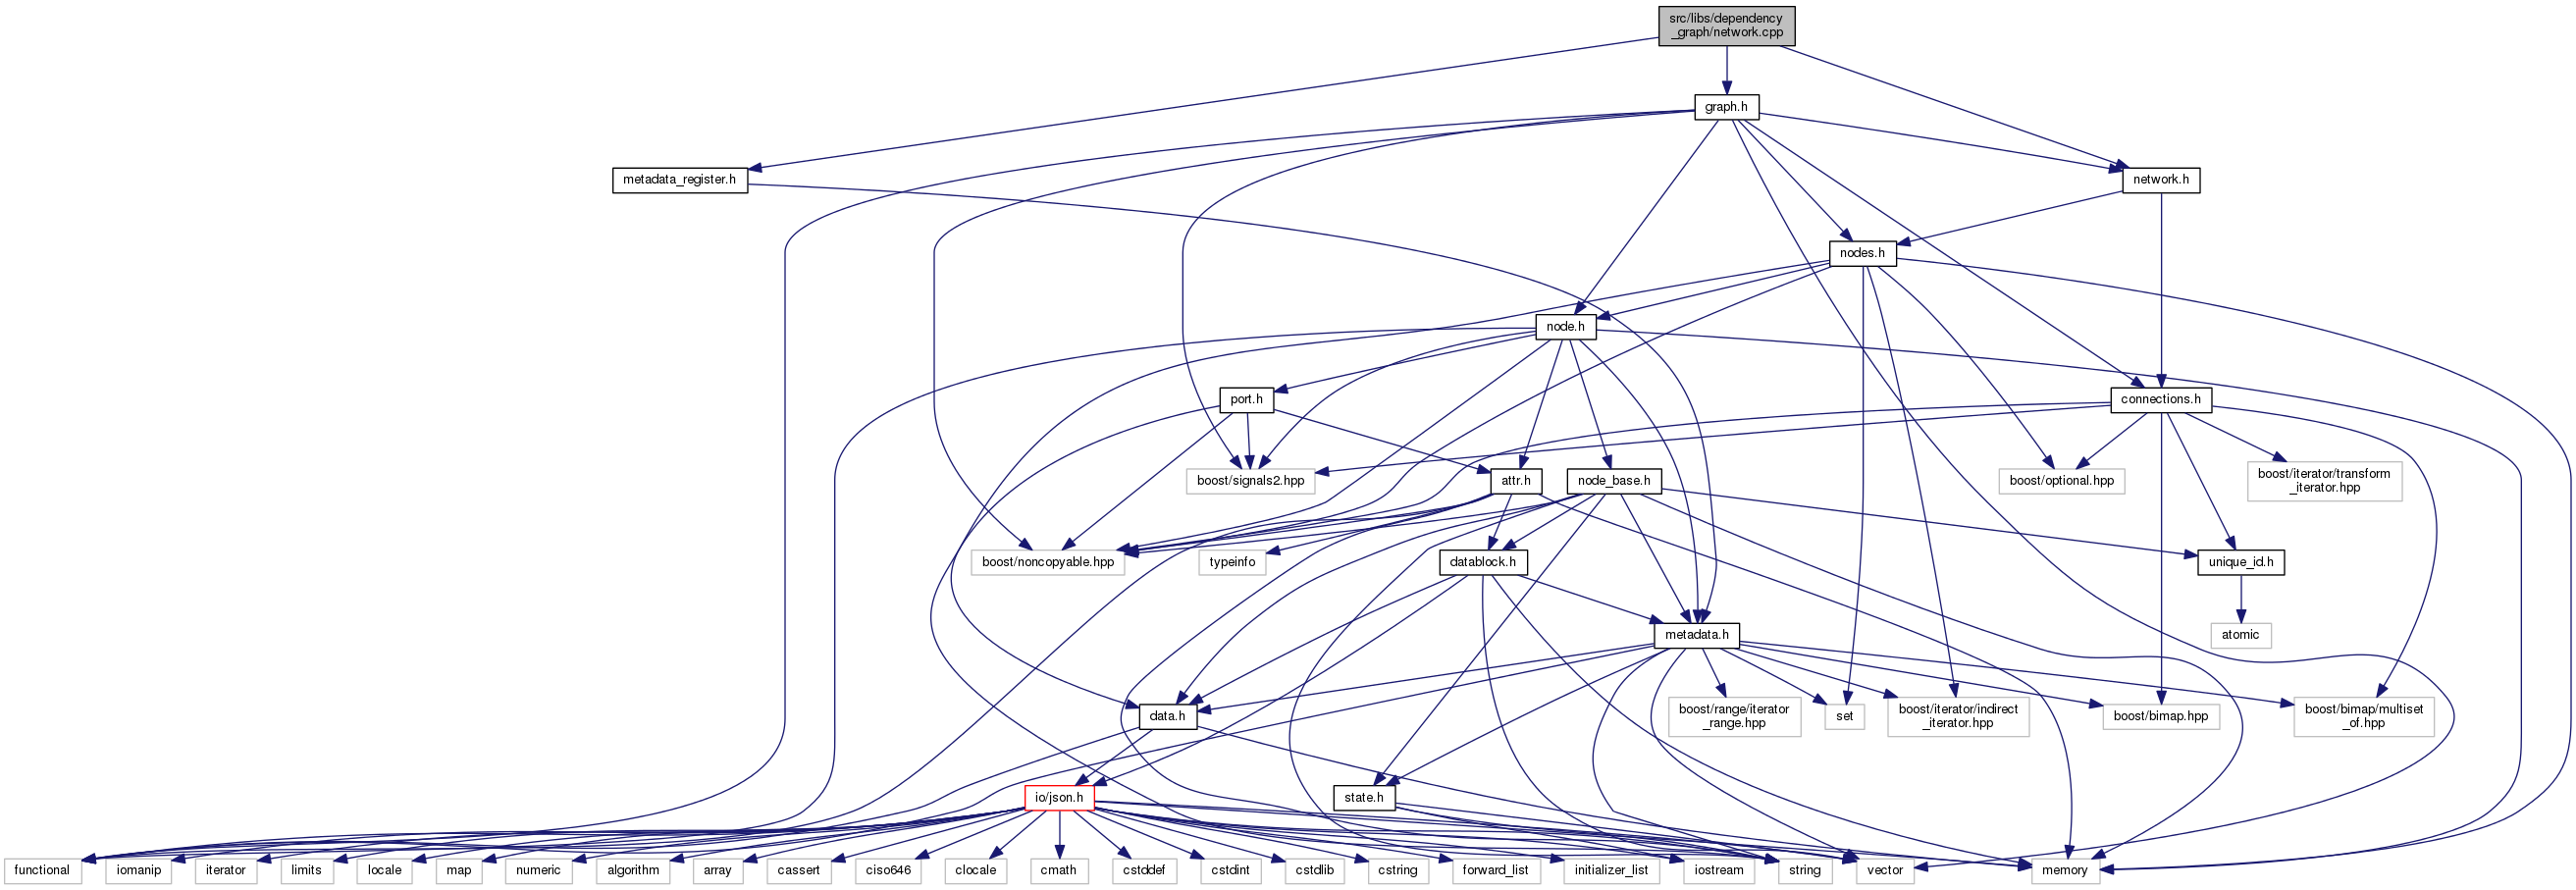 src/libs/dependency
_graph/network.cpp
graph.h
metadata_register.h
network.h
nodes.h
node.h
port.h
connections.h
boost/signals2.hpp
attr.h
node_base.h
boost/optional.hpp
boost/iterator/transform
_iterator.hpp
boost/noncopyable.hpp
typeinfo
datablock.h
unique_id.h
metadata.h
atomic
data.h
boost/range/iterator
_range.hpp
set
boost/iterator/indirect
_iterator.hpp
boost/bimap.hpp
boost/bimap/multiset
_of.hpp
io/json.h
state.h
functional
iomanip
iterator
limits
locale
map
numeric
algorithm
array
cassert
ciso646
clocale
cmath
cstddef
cstdint
cstdlib
cstring
forward_list
initializer_list
iostream
string
vector
memory